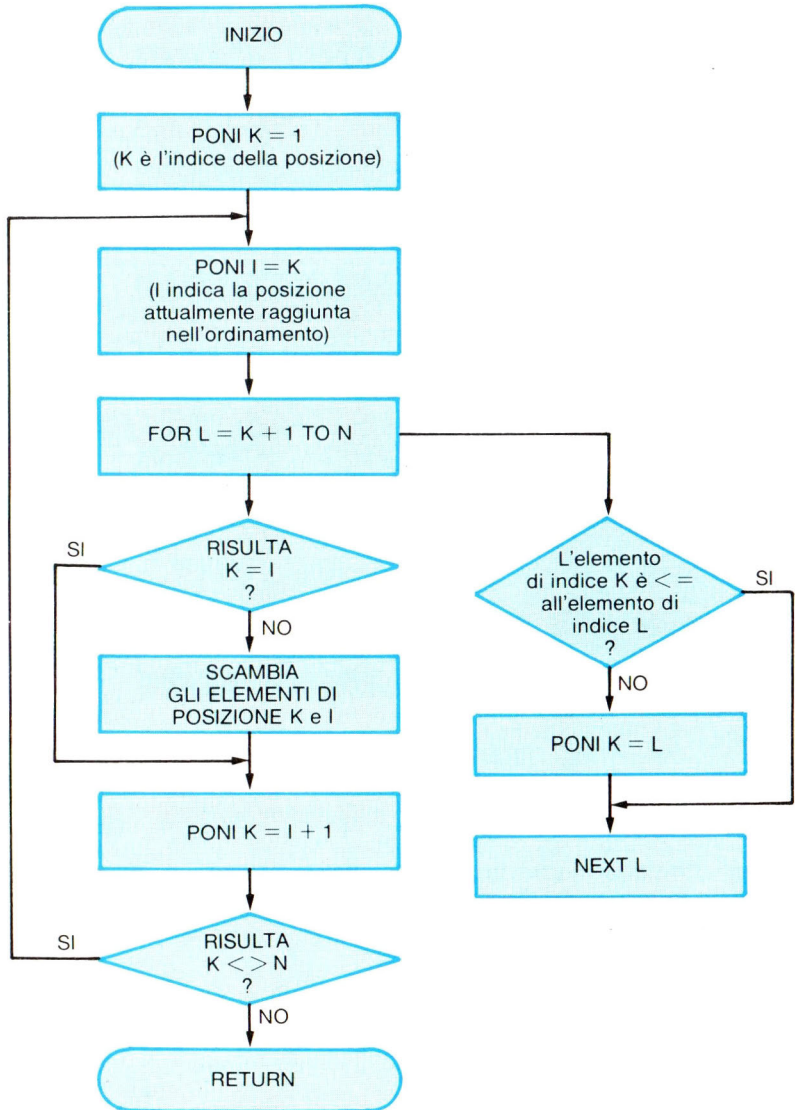 INIZIO
PONI K = 1
(K è l'indice della posizione)
PONI I = K
(I indica la posizione
attualmente raggiunta
nell'ordinamento)
FOR L = K + 1 TO N
RISULTA
K = I
?
SI
NO
SCAMBIA
GLI ELEMENTI DI
POSIZIONE K e I
PONI K = I + 1
RISULTA
K < > N
?
SI
NO
RETURN
L'elemento
di indice K è < =
all'elemento di
indice L
?
SI
NO
PONI K = L
NEXT L